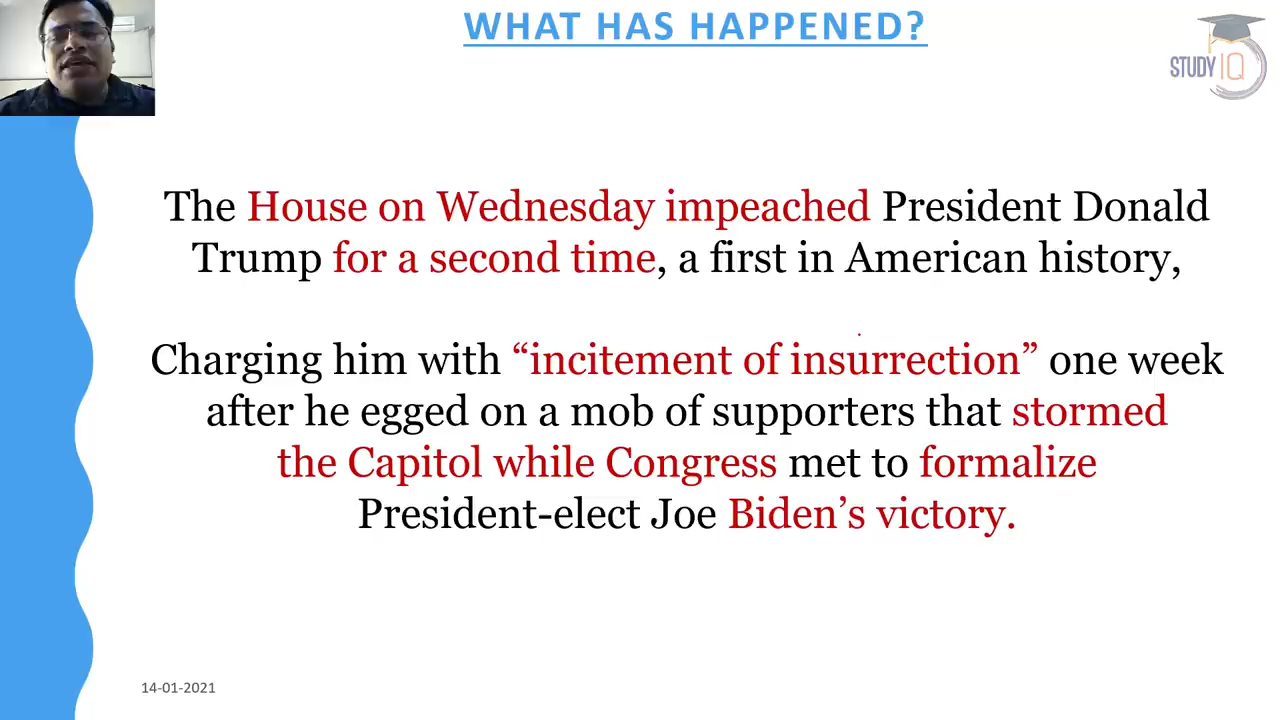 WHAT HAS HAPPENED?
STUDY IQ
The House on Wednesday impeached President Donald
Trump for a second time, a first in American history,
Charging him with “incitement of insurrection” one week
after he egged on a mob of supporters that stormed
the Capitol while Congress met to formalize
President-elect Joe Biden’s victory.
14-01-2021